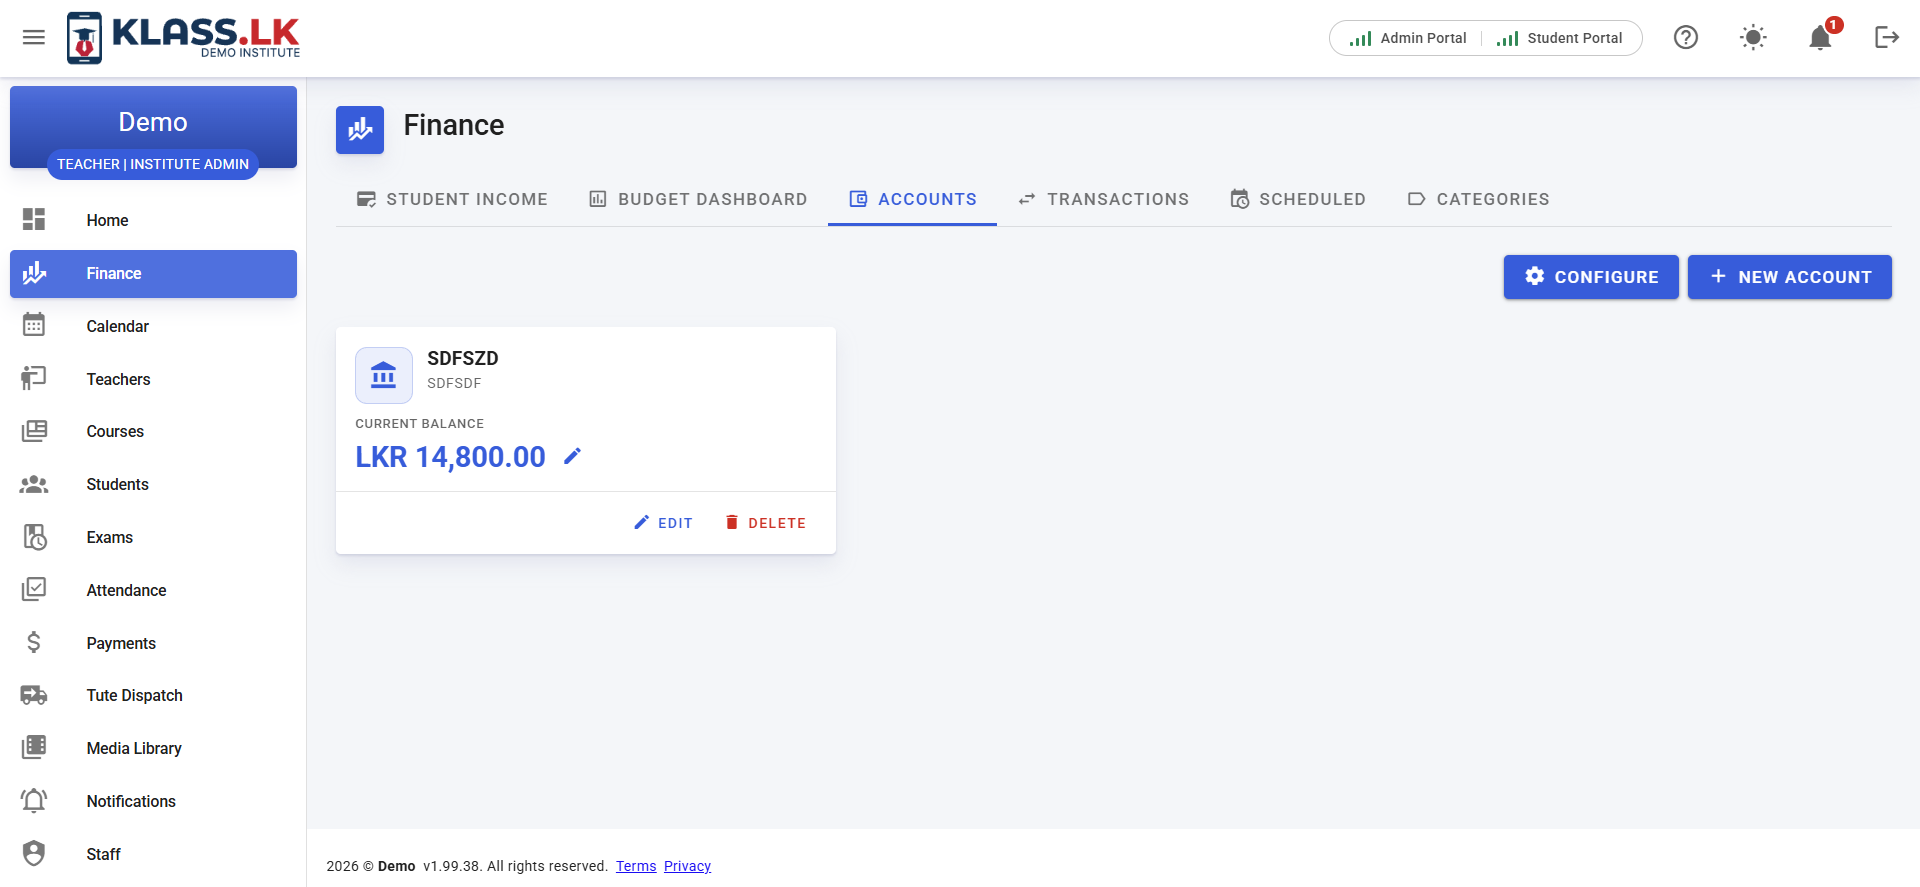 KLASS.LK
DEMO INSTITUTE
Admin Portal
Student Portal
1
Demo
TEACHER | INSTITUTE ADMIN
Home
Finance
Calendar
Teachers
Courses
Students
Exams
Attendance
Payments
Tute Dispatch
Media Library
Notifications
Staff
Finance
STUDENT INCOME
BUDGET DASHBOARD
ACCOUNTS
TRANSACTIONS
SCHEDULED
CATEGORIES
CONFIGURE
NEW ACCOUNT
SDFSZD
SDFSDF
CURRENT BALANCE
LKR 14,800.00
EDIT
DELETE
2026 © Demo v1.99.38. All rights reserved. Terms Privacy